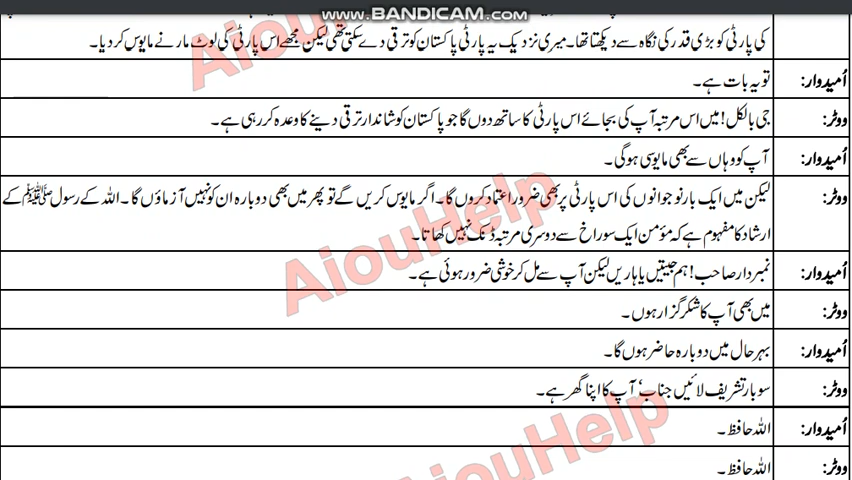 www.BANDICAM.com
کی پارٹی کو بڑی قدر کی نگاہ سے دیکھتا تھا۔ میری نزدیک یہ پارٹی پاکستان کو ترقی دے سکتی تھی لیکن مجھے اس پارٹی کی لوٹ مار نے مایوس کر دیا۔
اُمیدوار: تو یہ بات ہے۔
ووٹر: جی بالکل! میں اس مرتبہ آپ کی بجائے اس پارٹی کا ساتھ دوں گا جو پاکستان کو شاندار ترقی دینے کا وعدہ کر رہی ہے۔
اُمیدوار: آپ کو وہاں سے بھی مایوسی ہوگی۔
ووٹر: لیکن میں ایک بار نوجوانوں کی اس پارٹی پر بھی ضرور اعتماد کروں گا۔ اگر مایوس کریں گے تو پھر میں بھی دوبارہ ان کو نہیں آزماؤں گا۔ اللہ کے رسول ﷺ کے
ارشاد کا مفہوم ہے کہ مؤمن ایک سوراخ سے دوسری مرتبہ ڈنک نہیں کھاتا۔
اُمیدوار: نمبردار صاحب! ہم جیتیں یا ہاریں لیکن آپ سے مل کر خوشی ضرور ہوئی ہے۔
ووٹر: میں بھی آپ کا شکر گزار ہوں۔
اُمیدوار: بہرحال میں دوبارہ حاضر ہوں گا۔
ووٹر: سو بار تشریف لائیں جناب‘ آپ کا اپنا گھر ہے۔
اُمیدوار: اللہ حافظ۔
ووٹر: اللہ حافظ۔
AiouHelp
AiouHelp
AiouHelp